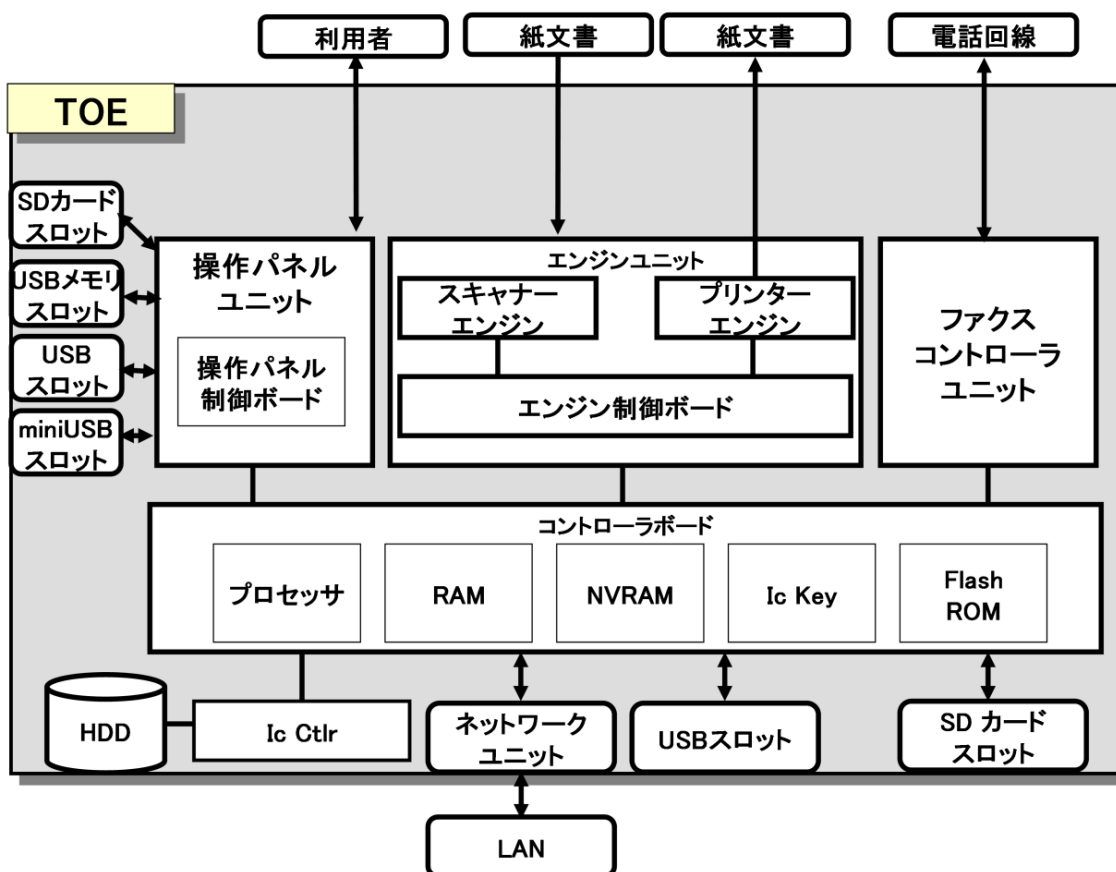 利用者
紙文書
紙文書
電話回線
TOE
SDカード
スロット
USBメモリ
スロット
USB
スロット
miniUSB
スロット
操作パネル
ユニット
操作パネル
制御ボード
エンジンユニット
スキャナー
エンジン
プリンター
エンジン
エンジン制御ボード
ファクス
コントローラ
ユニット
コントローラボード
プロセッサ
RAM
NVRAM
Ic Key
Flash
ROM
HDD
Ic Ctlr
ネットワーク
ユニット
USBスロット
SD カード
スロット
LAN